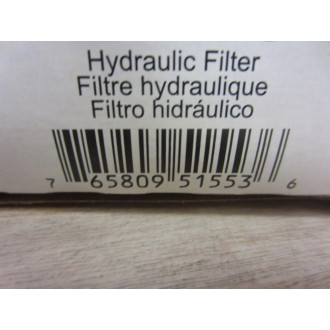 Hydraulic Filter
Filtre hydraulique
Filtro hidráulico
7 65809 51553 6